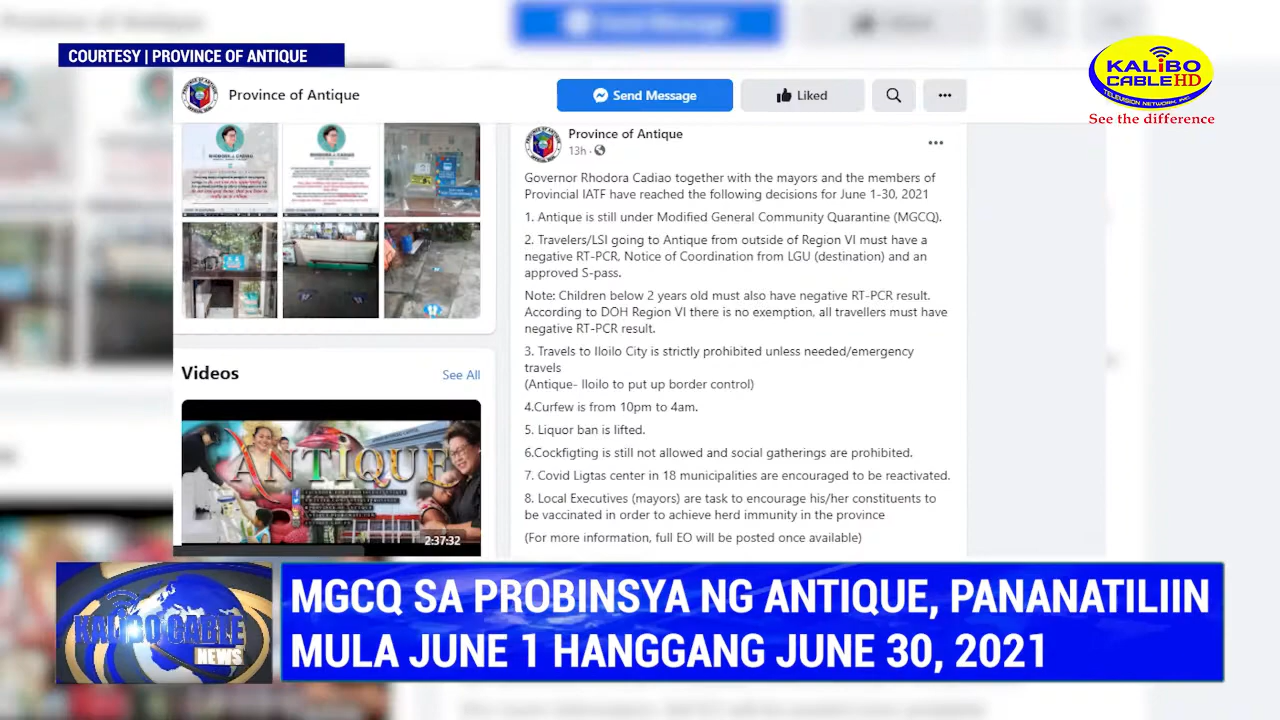 COURTESY | PROVINCE OF ANTIQUE
KALiBO
CABLE HD
TELEVISION NETWORK, INC.
See the difference
Province of Antique
Send Message
Liked
Province of Antique
13h
Governor Rhodora Cadiao together with the mayors and the members of
Provincial IATF has agreed on the following resolutions for June 1-30, 2021
1. Antique is still under Modified General Community Quarantine (MGCQ).
2. Travelers/LSI going to Antique from outside of Region VI must have a
negative RT-PCR, Notice of Coordination from LGU (destination) and an
approved S-pass.
Note: Children below 2 years old must also have negative RT-PCR result.
According to DOH Region VI there is no exemption, all travellers must have
negative RT-PCR result.
3. Travels to Iloilo City is strictly prohibited unless needed/emergency
travels
(Antique- Iloilo to put up border control)
4.Curfew is from 10pm to 4am.
5. Liquor ban is lifted.
6.Cockfigting is still not allowed and social gatherings are prohibited.
7. Covid Ligtas center in 18 municipalities are encouraged to be reactivated.
8. Local Executives (mayors) are task to encourage his/her constituents to
be vaccinated inorder to achieve herd immunity in the province
(For more information, full EO will be posted once available)
Videos
See All
ANTIQUE
2:37:32
KALIBO CABLE
NEWS
MGCQ SA PROBINSYA NG ANTIQUE, PANANATILIIN
MULA JUNE 1 HANGGANG JUNE 30, 2021